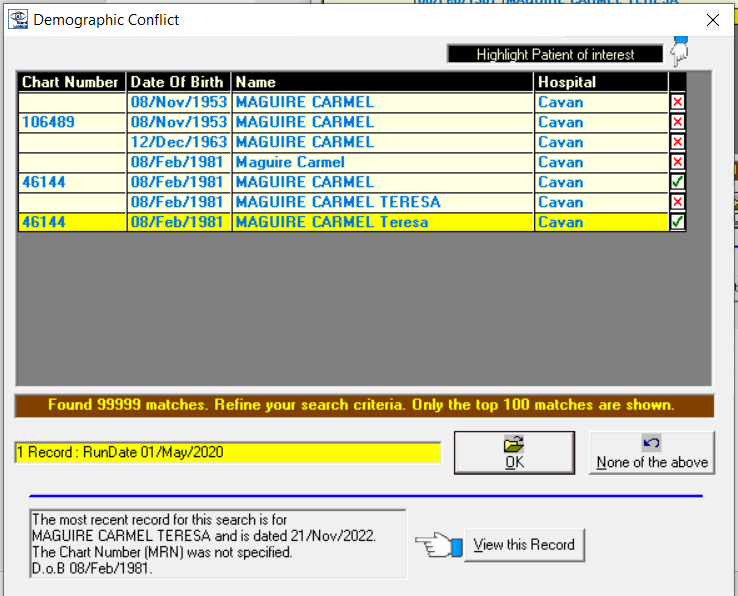 Demographic Conflict
Highlight Patient of interest
Chart Number Date Of Birth Name Hospital
08/Nov/1953 MAGUIRE CARMEL Cavan
106489 08/Nov/1953 MAGUIRE CARMEL Cavan
12/Dec/1963 MAGUIRE CARMEL Cavan
08/Feb/1981 Maguire Carmel Cavan
46144 08/Feb/1981 MAGUIRE CARMEL Cavan
08/Feb/1981 MAGUIRE CARMEL TERESA Cavan
46144 08/Feb/1981 MAGUIRE CARMEL Teresa Cavan
Found 99999 matches. Refine your search criteria. Only the top 100 matches are shown.
1 Record : RunDate 01/May/2020
OK
None of the above
The most recent record for this search is for
MAGUIRE CARMEL TERESA and is dated 21/Nov/2022.
The Chart Number (MRN) was not specified.
D.o.B 08/Feb/1981.
View this Record